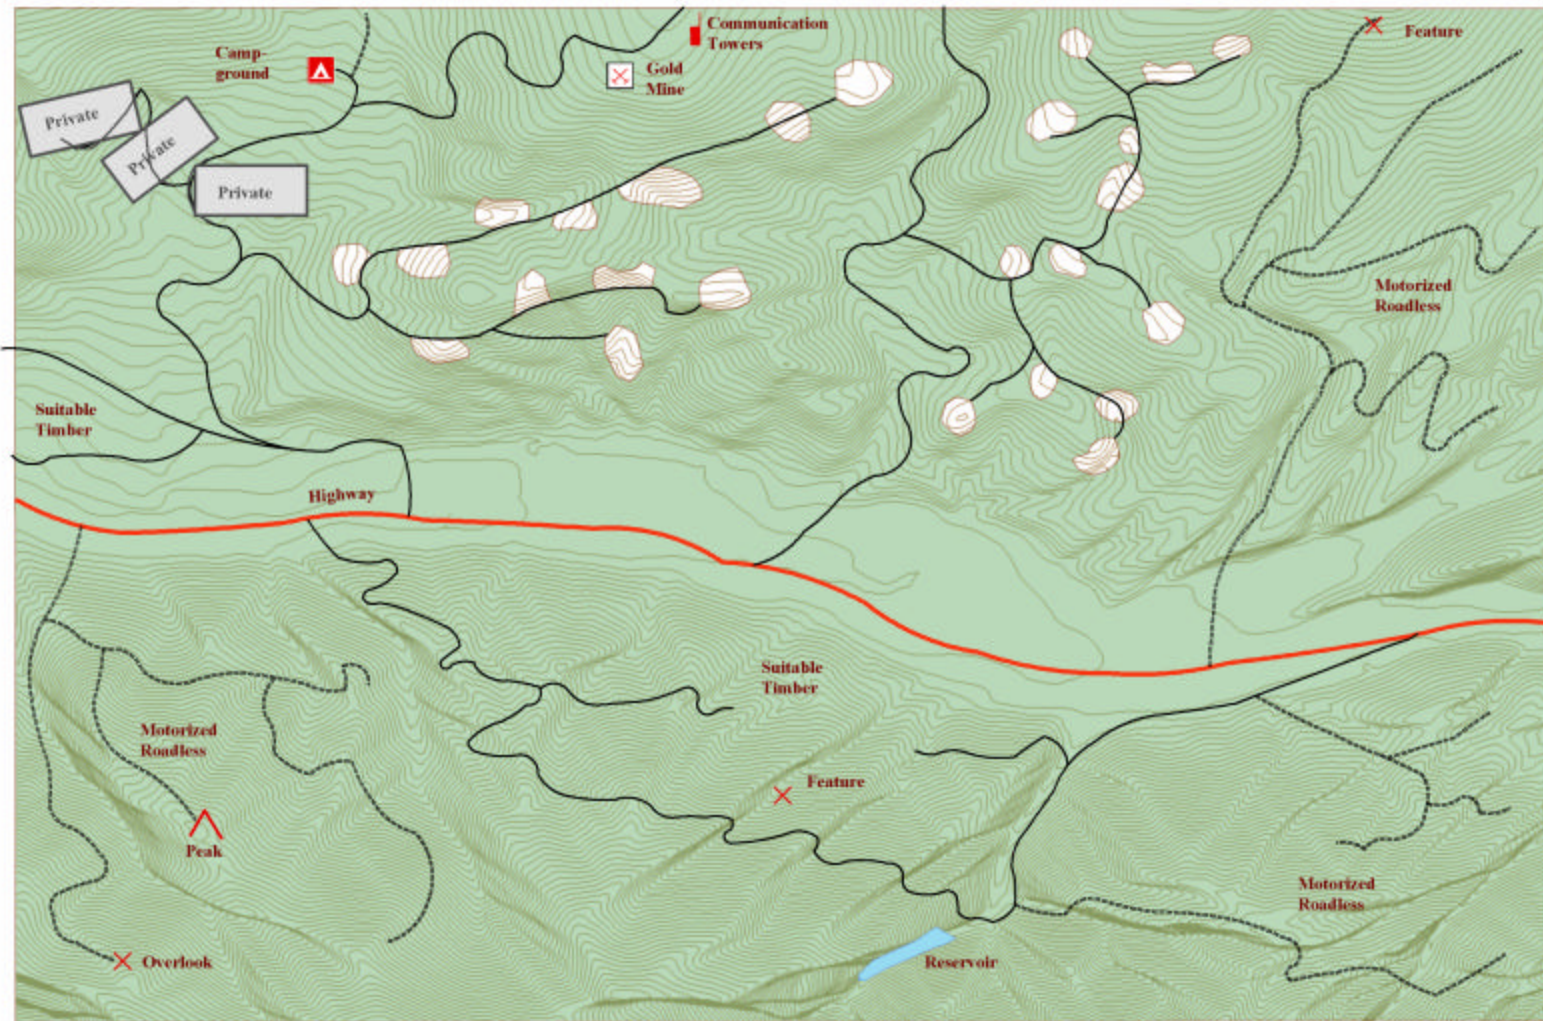 Communication
Towers
Feature
Camp-
ground
Gold
Mine
Private
Private
Private
Motorized
Roadless
Suitable
Timber
Highway
Suitable
Timber
Motorized
Roadless
Feature
Peak
Motorized
Roadless
Overlook
Reservoir